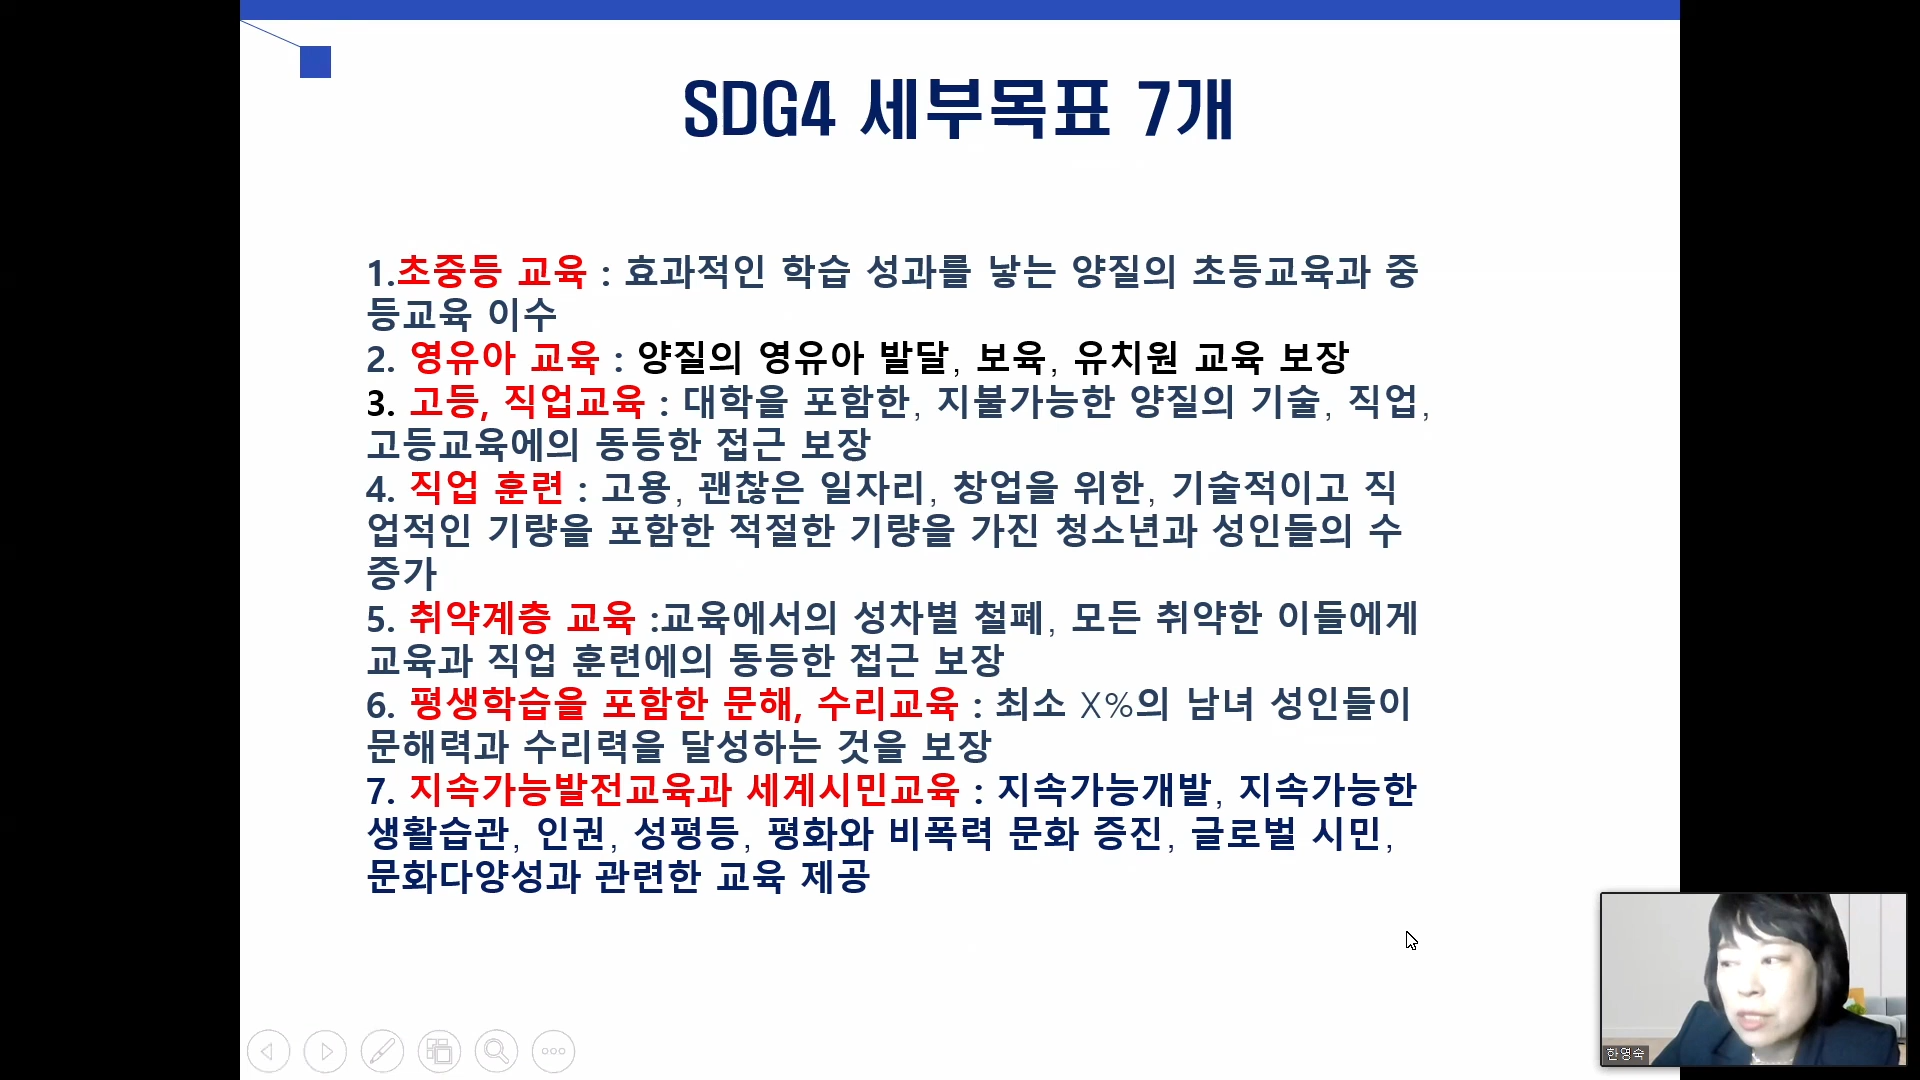 SDG4 세부목표 7개
1.초중등 교육 : 효과적인 학습 성과를 낳는 양질의 초등교육과 중
등교육 이수
2. 영유아 교육 : 양질의 영유아 발달, 보육, 유치원 교육 보장
3. 고등, 직업교육 : 대학을 포함한, 지불가능한 양질의 기술, 직업,
고등교육에의 동등한 접근 보장
4. 직업 훈련 : 고용, 괜찮은 일자리, 창업을 위한, 기술적이고 직
업적인 기량을 포함한 적절한 기량을 가진 청소년과 성인들의 수
증가
5. 취약계층 교육 :교육에서의 성차별 철폐, 모든 취약한 이들에게
교육과 직업 훈련에의 동등한 접근 보장
6. 평생학습을 포함한 문해, 수리교육 : 최소 X%의 남녀 성인들이
문해력과 수리력을 달성하는 것을 보장
7. 지속가능발전교육과 세계시민교육 : 지속가능개발, 지속가능한
생활습관, 인권, 성평등, 평화와 비폭력 문화 증진, 글로벌 시민,
문화다양성과 관련한 교육 제공
한영숙